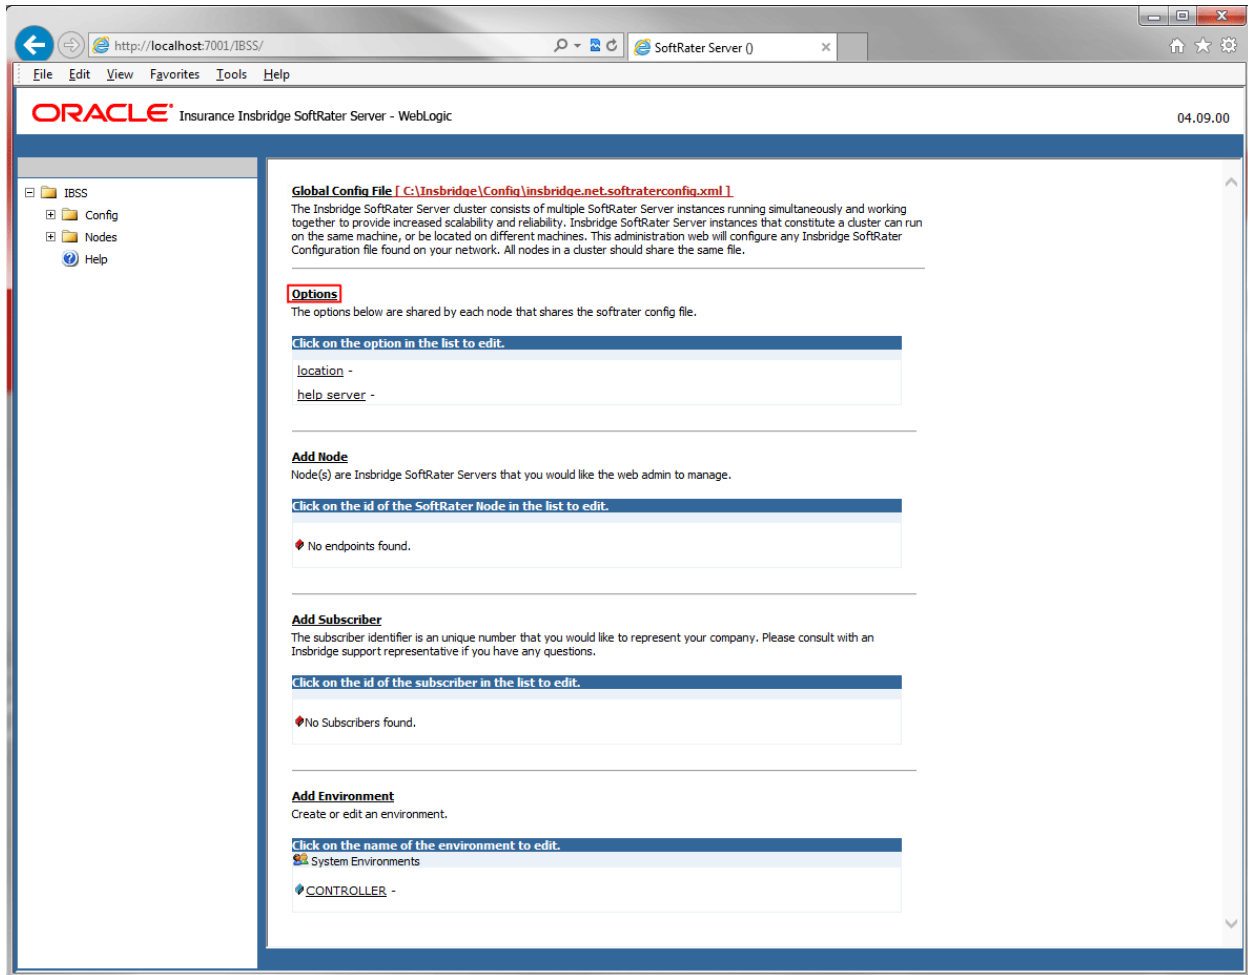 http://localhost:7001/IBSS/
SoftRater Server ()
File Edit View Favorites Tools Help
ORACLE Insurance Insbridge SoftRater Server - WebLogic
04.09.00
IBSS
Config
Nodes
Help
Global Config File [ C:\Insbridge\Config\insbridge.net.softraterconfig.xml ]
The Insbridge SoftRater Server cluster consists of multiple SoftRater Server instances running simultaneously and working
together to provide increased scalability and reliability. Insbridge SoftRater Server instances that constitute a cluster can run
on the same machine, or be located on different machines. This administration web will configure any Insbridge SoftRater
Configuration file found on your network. All nodes in a cluster should share the same file.
Options
The options below are shared by each node that shares the softrater config file.
Click on the option in the list to edit.
location -
help server -
Add Node
Node(s) are Insbridge SoftRater Servers that you would like the web admin to manage.
Click on the id of the SoftRater Node in the list to edit.
No endpoints found.
Add Subscriber
The subscriber identifier is an unique number that you would like to represent your company. Please consult with an
Insbridge support representative if you have any questions.
Click on the id of the subscriber in the list to edit.
No Subscribers found.
Add Environment
Create or edit an environment.
Click on the name of the environment to edit.
System Environments
CONTROLLER -